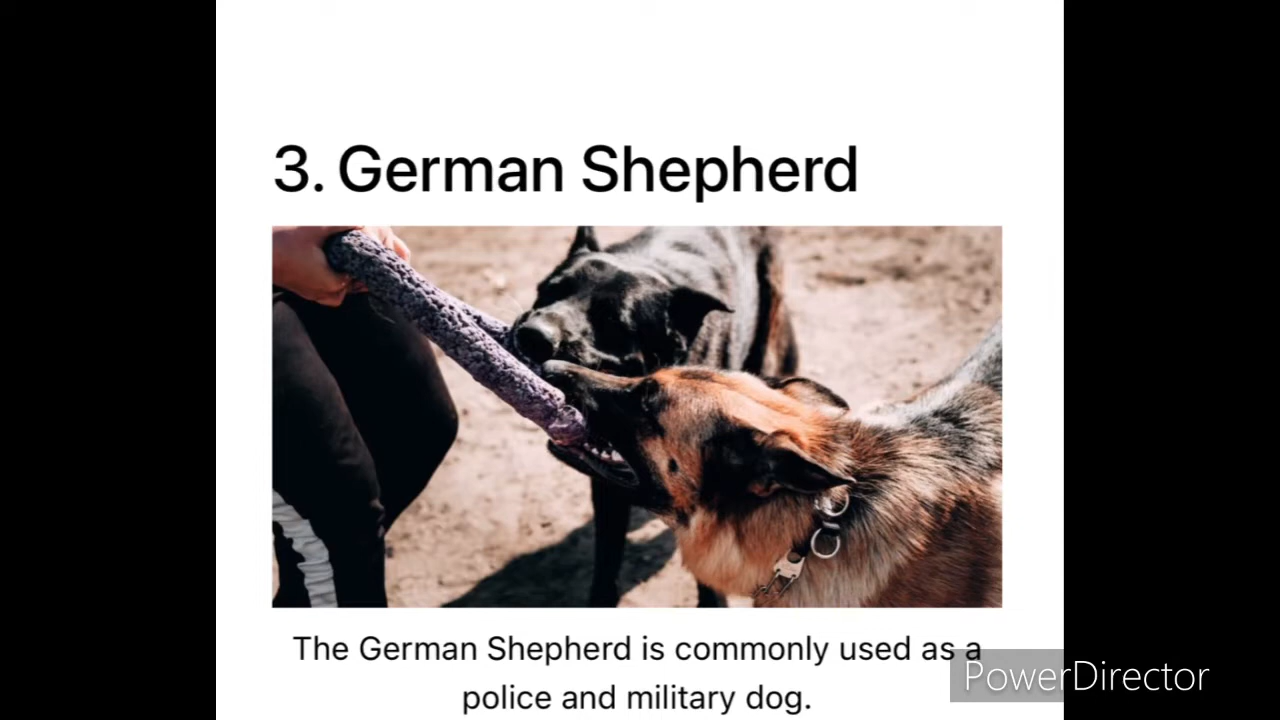 3. German Shepherd
The German Shepherd is commonly used as a
police and military dog.
PowerDirector